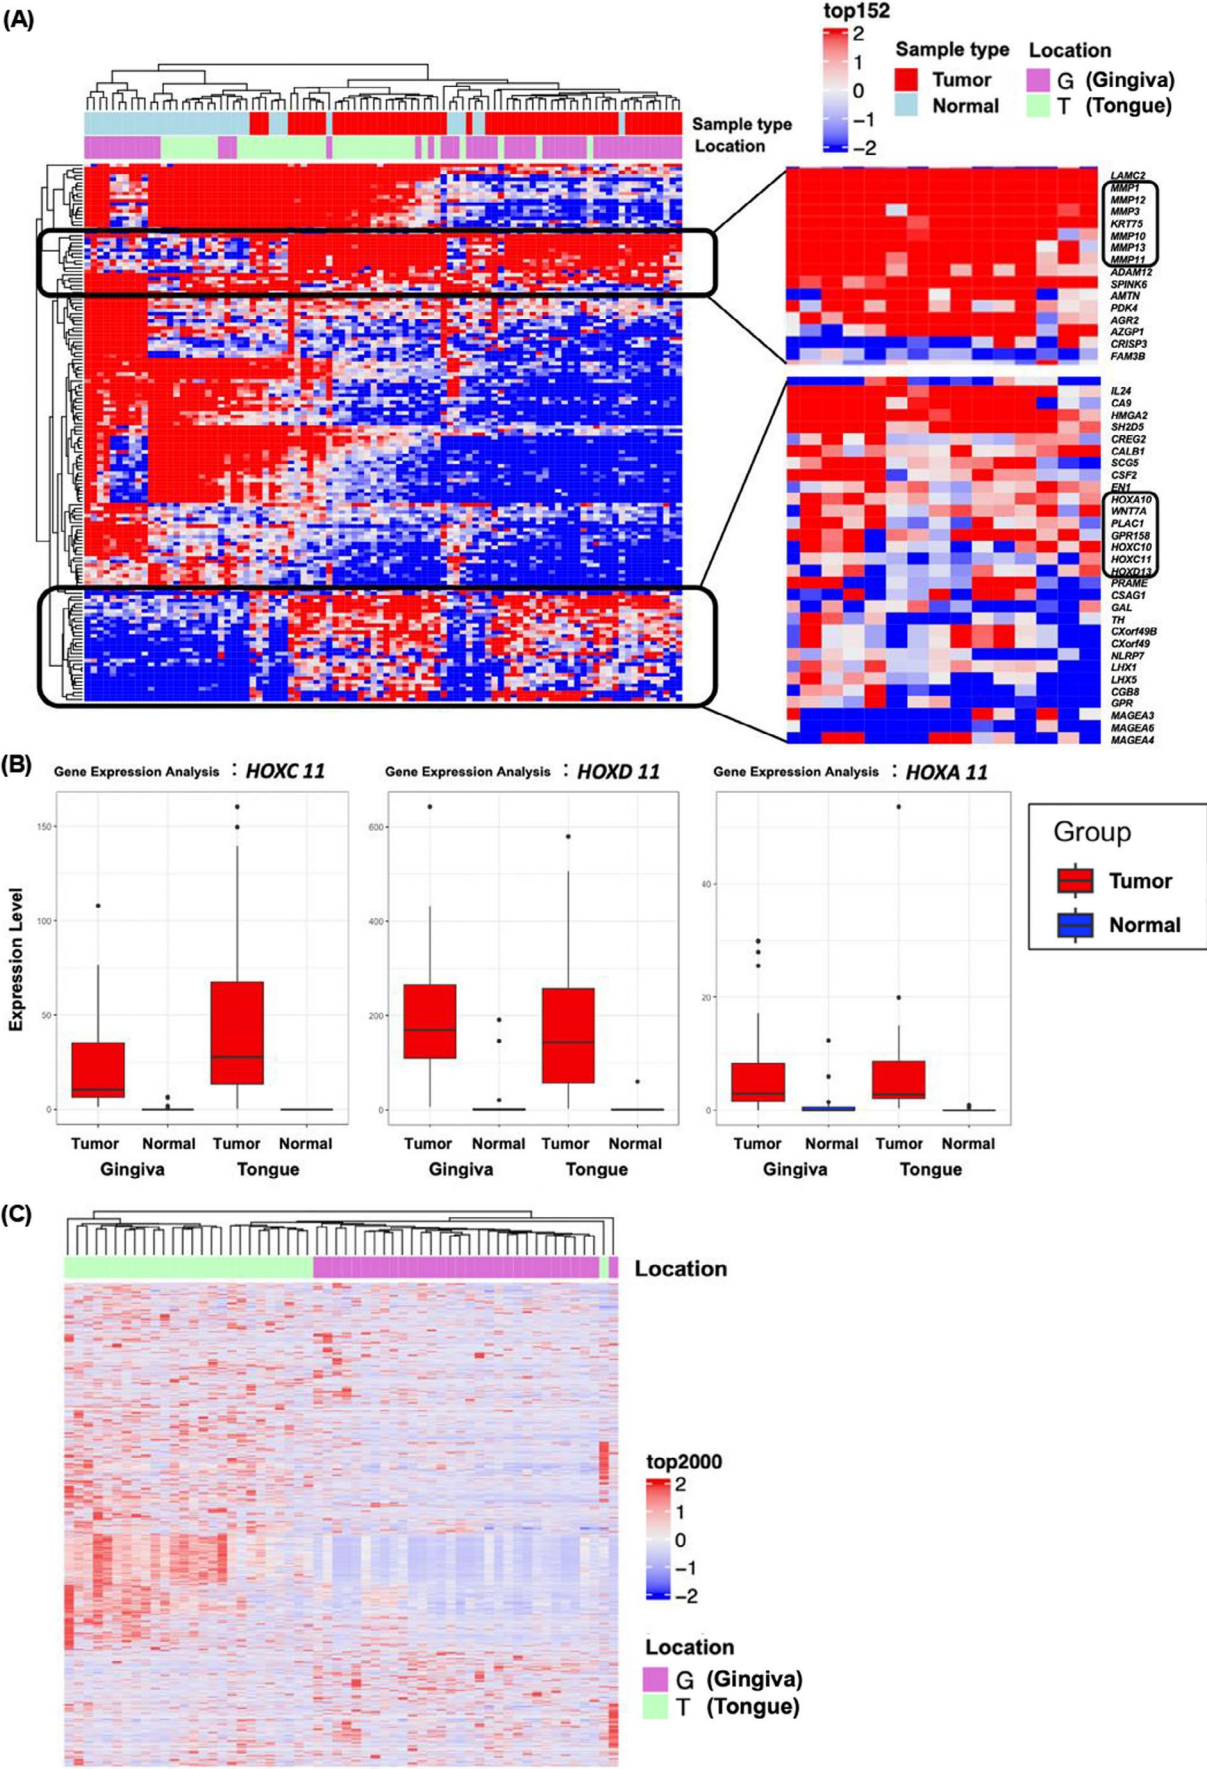 (A)
top152
2
1
0
−1
−2
Sample type
Tumor
Normal
Location
G (Gingiva)
T (Tongue)
Sample type
Location
LAMC2
MMP1
MMP12
MMP3
KRT75
MMP10
MMP13
MMP11
ADAM12
SPINK6
AMTN
PDK4
AGR2
AZGP1
CRISP3
FAM3B
IL24
CA9
HMGA2
SH2D5
CREG2
CALB1
SCG5
CSF2
EN1
HOXA10
WNT7A
PLAC1
GPR158
HOXC10
HOXC11
HOXD13
PRAME
CSAG1
GAL
TH
CXorf49B
CXorf49
NLRP7
LHX1
LHX5
CGB8
GPR
MAGEA3
MAGEA6
MAGEA4
(B)
Gene Expression Analysis : HOXC 11
Gene Expression Analysis : HOXD 11
Gene Expression Analysis : HOXA 11
Expression Level
150
100
50
0
600
400
200
0
40
20
0
Tumor Normal Tumor Normal
Gingiva Tongue
Tumor Normal Tumor Normal
Gingiva Tongue
Tumor Normal Tumor Normal
Gingiva Tongue
Group
Tumor
Normal
(C)
Location
top2000
2
1
0
−1
−2
Location
G (Gingiva)
T (Tongue)